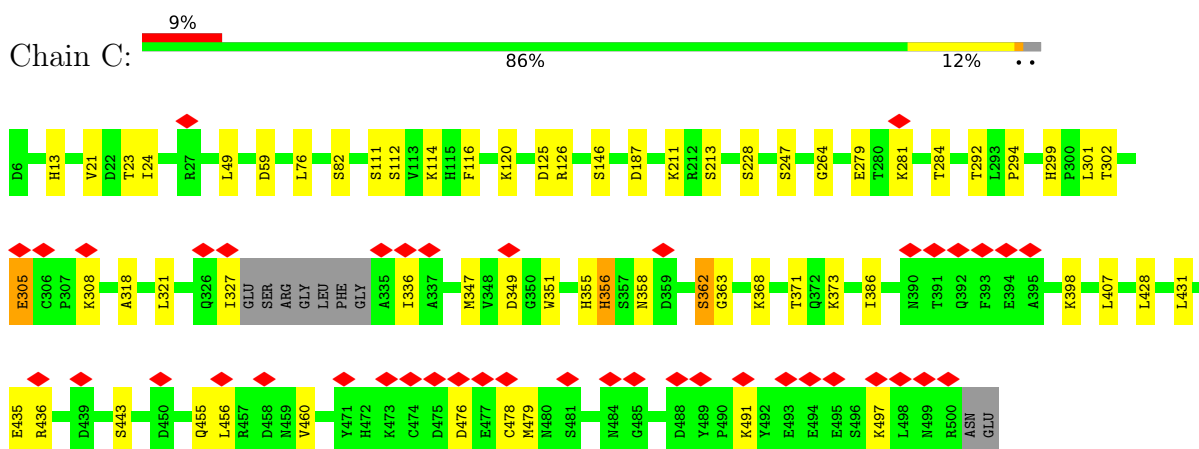 9%
Chain C:
86% 12% • •
D6 H13 V21 D22 T23 I24 R27 L49 D59 L76 S82 S111 S112 V113 K114 H115 F116 K120 D125 R126 S146 D187 K211 R212 S213 S228 S247 G264 E279 T280 K281 T284 T292 L293 P294 H299 P300 L301 T302
E305 C306 P307 K308 A318 L321 Q326 I327 GLU SER ARG GLY LEU PHE GLY A335 I336 A337 M347 V348 D349 G350 W351 H355 H356 S357 N358 D359 S362 G363 K368 T371 Q372 K373 I386 N390 T391 Q392 F393 E394 A395 K398 L407 L428 L431
E435 R436 D439 S443 D450 Q455 L456 R457 D458 N459 V460 Y471 H472 K473 C474 D475 D476 E477 C478 M479 N480 S481 N484 G485 D488 Y489 P490 K491 Y492 E493 E494 E495 S496 K497 L498 N499 R500 ASN GLU